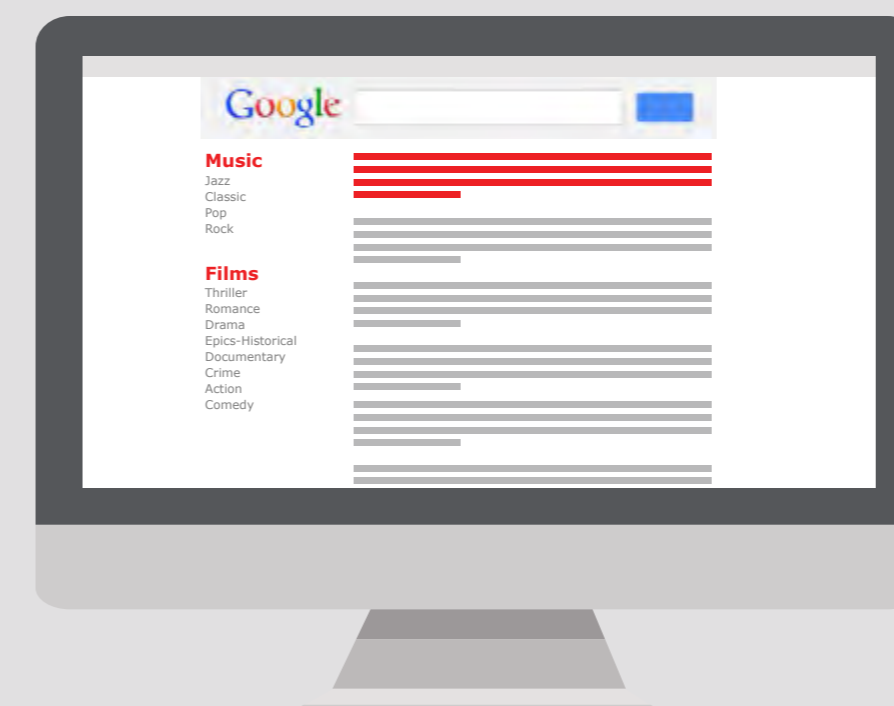 Google
Music
Jazz
Classic
Pop
Rock
Films
Thriller
Romance
Drama
Epics-Historical
Documentary
Crime
Action
Comedy